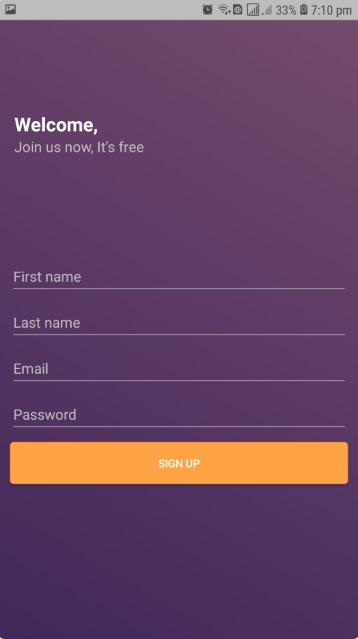 33% 7:10 pm
Welcome,
Join us now, It's free
First name
Last name
Email
Password
SIGN UP